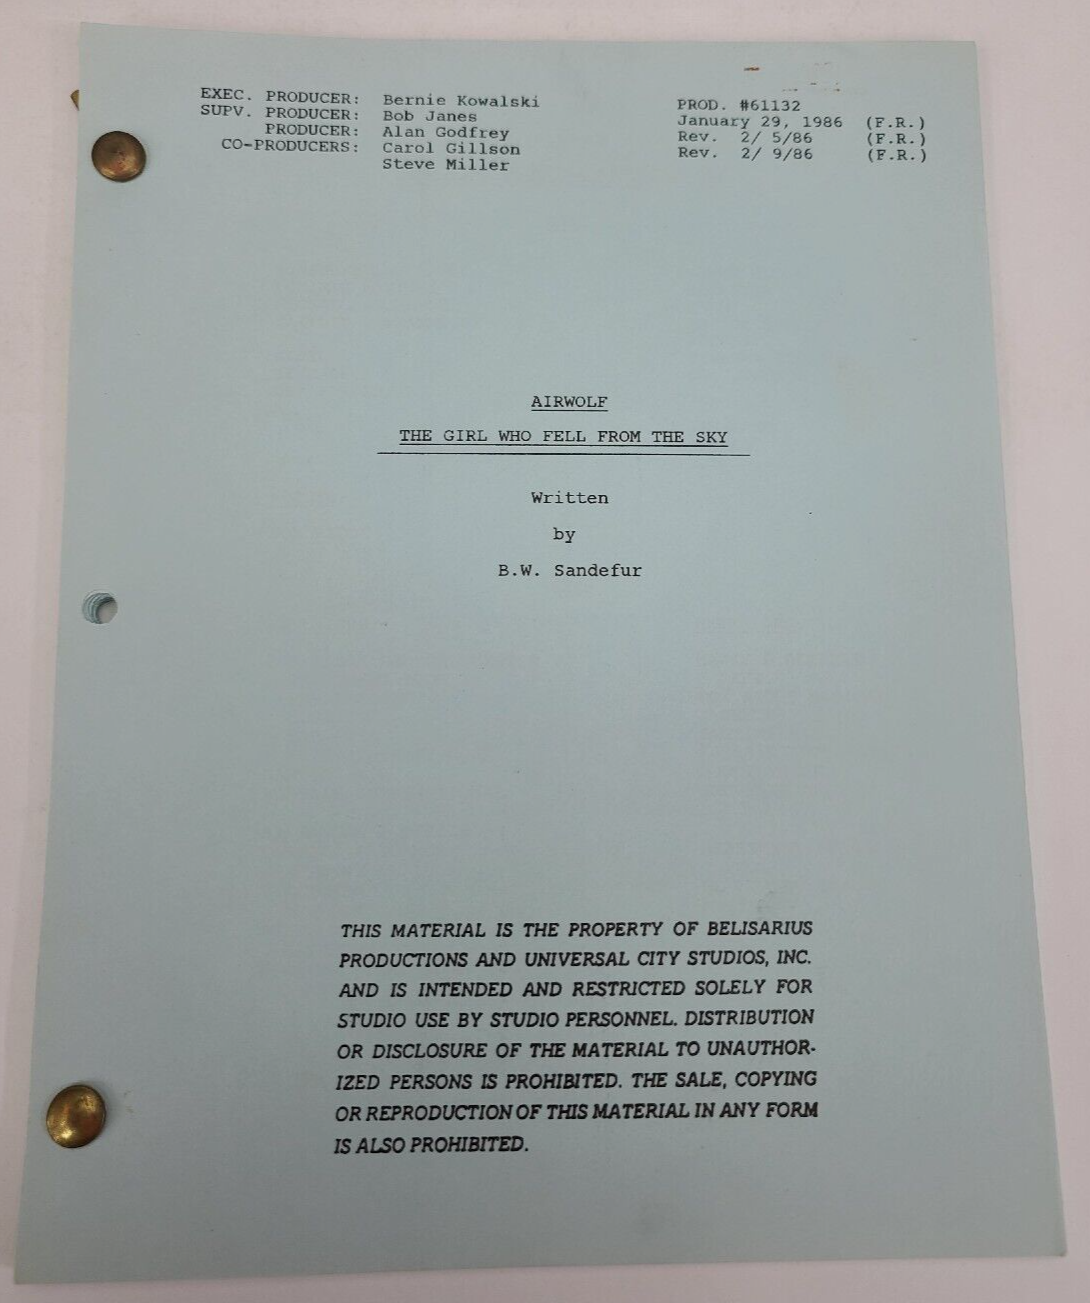 EXEC. PRODUCER: Bernie Kowalski
SUPV. PRODUCER: Bob Janes
PRODUCER: Alan Godfrey
CO-PRODUCERS: Carol Gillson
Steve Miller
PROD. #61132
January 29, 1986 (F.R.)
Rev. 2/ 5/86 (F.R.)
Rev. 2/ 9/86 (F.R.)
AIRWOLF
THE GIRL WHO FELL FROM THE SKY
Written
by
B.W. Sandefur
THIS MATERIAL IS THE PROPERTY OF BELISARIUS
PRODUCTIONS AND UNIVERSAL CITY STUDIOS, INC.
AND IS INTENDED AND RESTRICTED SOLELY FOR
STUDIO USE BY STUDIO PERSONNEL. DISTRIBUTION
OR DISCLOSURE OF THE MATERIAL TO UNAUTHOR-
IZED PERSONS IS PROHIBITED. THE SALE, COPYING
OR REPRODUCTION OF THIS MATERIAL IN ANY FORM
IS ALSO PROHIBITED.